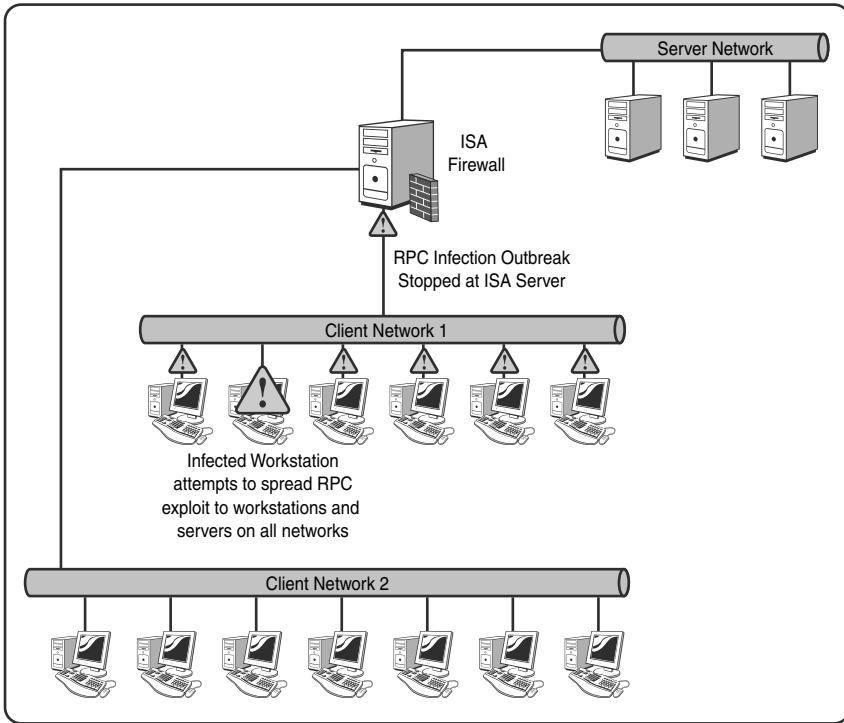 Server Network
ISA
Firewall
RPC Infection Outbreak
Stopped at ISA Server
Client Network 1
Infected Workstation
attempts to spread RPC
exploit to workstations and
servers on all networks
Client Network 2